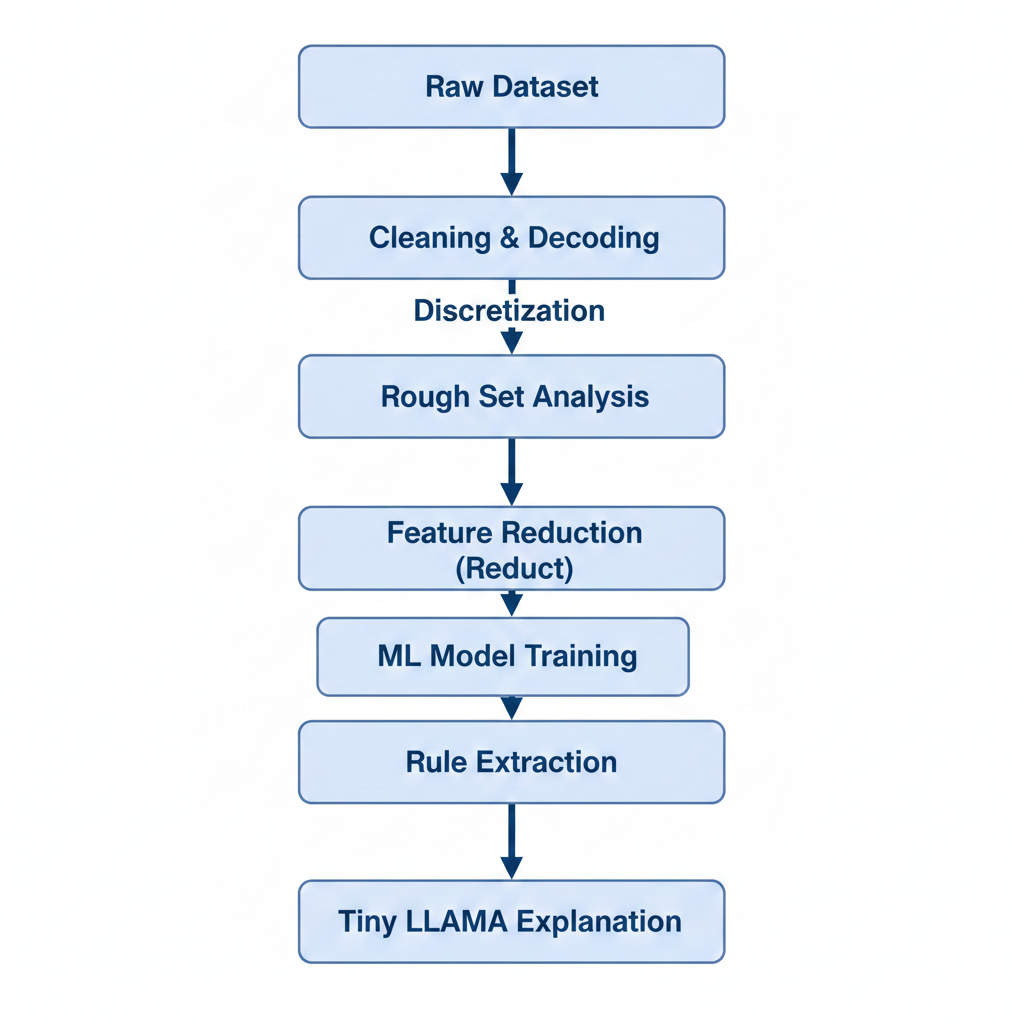 Raw Dataset
Cleaning & Decoding
Discretization
Rough Set Analysis
Feature Reduction
(Reduct)
ML Model Training
Rule Extraction
Tiny LLAMA Explanation